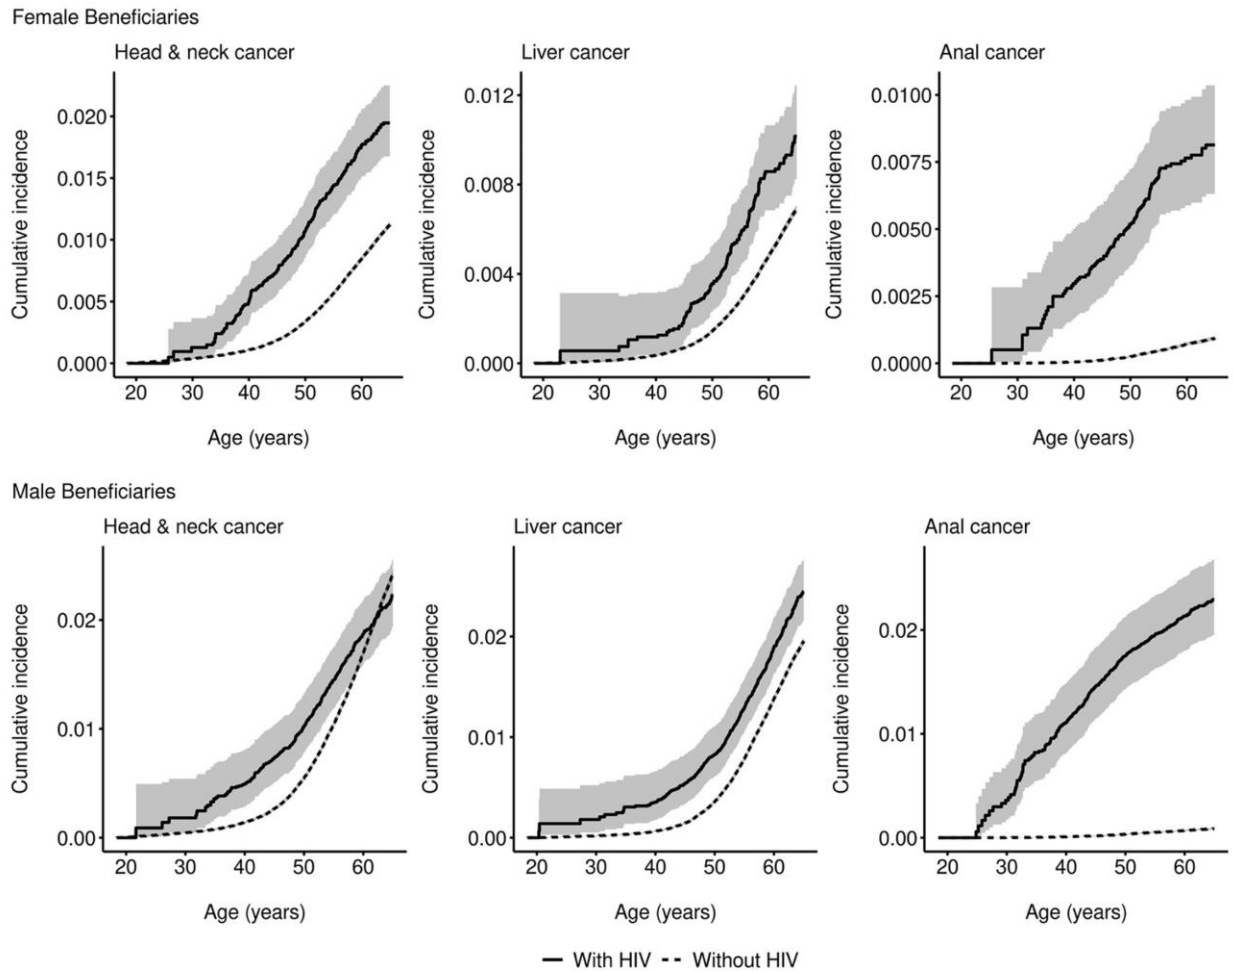 Female Beneficiaries
Head & neck cancer
Liver cancer
Anal cancer
Cumulative incidence
0.020
0.015
0.010
0.005
0.000
20 30 40 50 60
Age (years)
Cumulative incidence
0.012
0.008
0.004
0.000
20 30 40 50 60
Age (years)
Cumulative incidence
0.0100
0.0075
0.0050
0.0025
0.0000
20 30 40 50 60
Age (years)
Male Beneficiaries
Head & neck cancer
Liver cancer
Anal cancer
Cumulative incidence
0.02
0.01
0.00
20 30 40 50 60
Age (years)
Cumulative incidence
0.02
0.01
0.00
20 30 40 50 60
Age (years)
Cumulative incidence
0.02
0.01
0.00
20 30 40 50 60
Age (years)
With HIV Without HIV